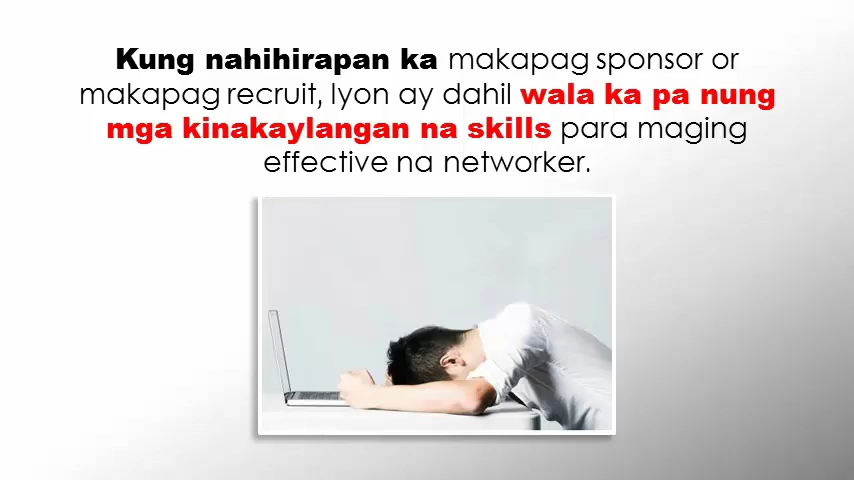 Kung nahihirapan ka makapag sponsor or
makapag recruit, Iyon ay dahil wala ka pa nung
mga kinakaylangan na skills para maging
effective na networker.